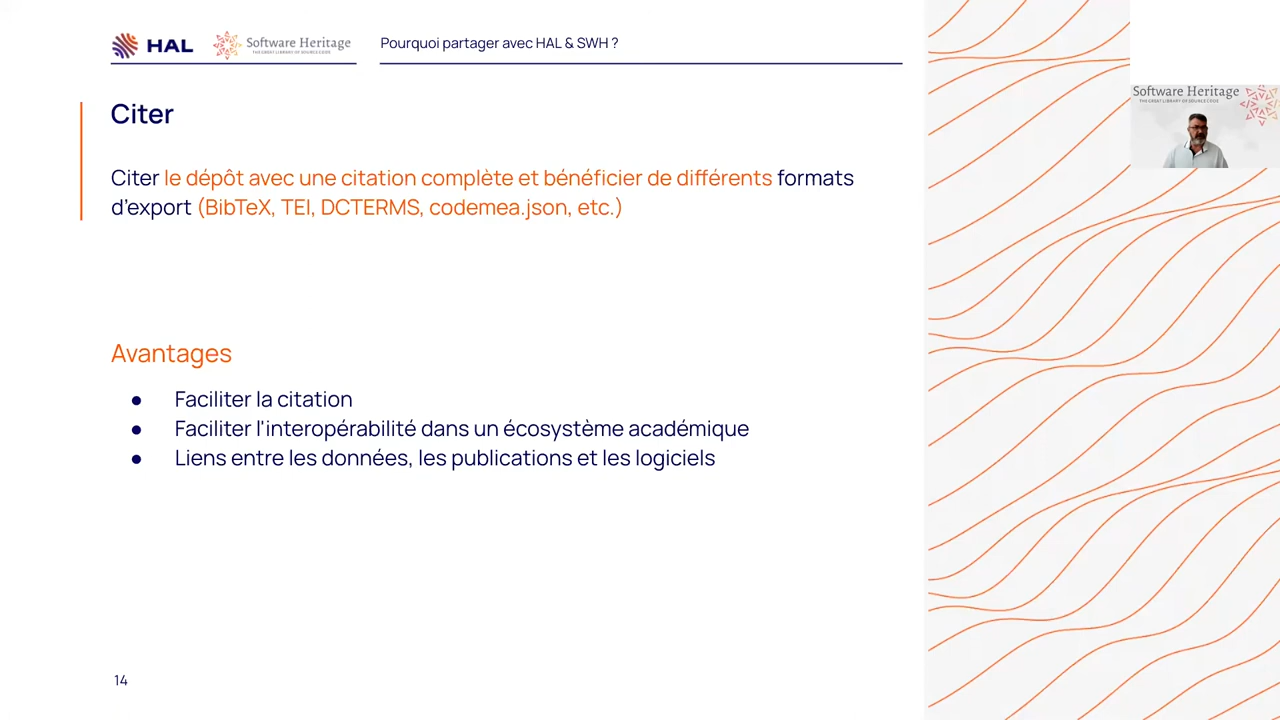 HAL
Software Heritage
THE GREAT LIBRARY OF SOURCE CODE
Pourquoi partager avec HAL & SWH ?
Software Heritage
THE GREAT LIBRARY OF SOURCE CODE
Citer
Citer le dépôt avec une citation complète et bénéficier de différents formats
d'export (BibTeX, TEI, DCTERMS, codemea.json, etc.)
Avantages
● Faciliter la citation
● Faciliter l'interopérabilité dans un écosystème académique
● Liens entre les données, les publications et les logiciels
14